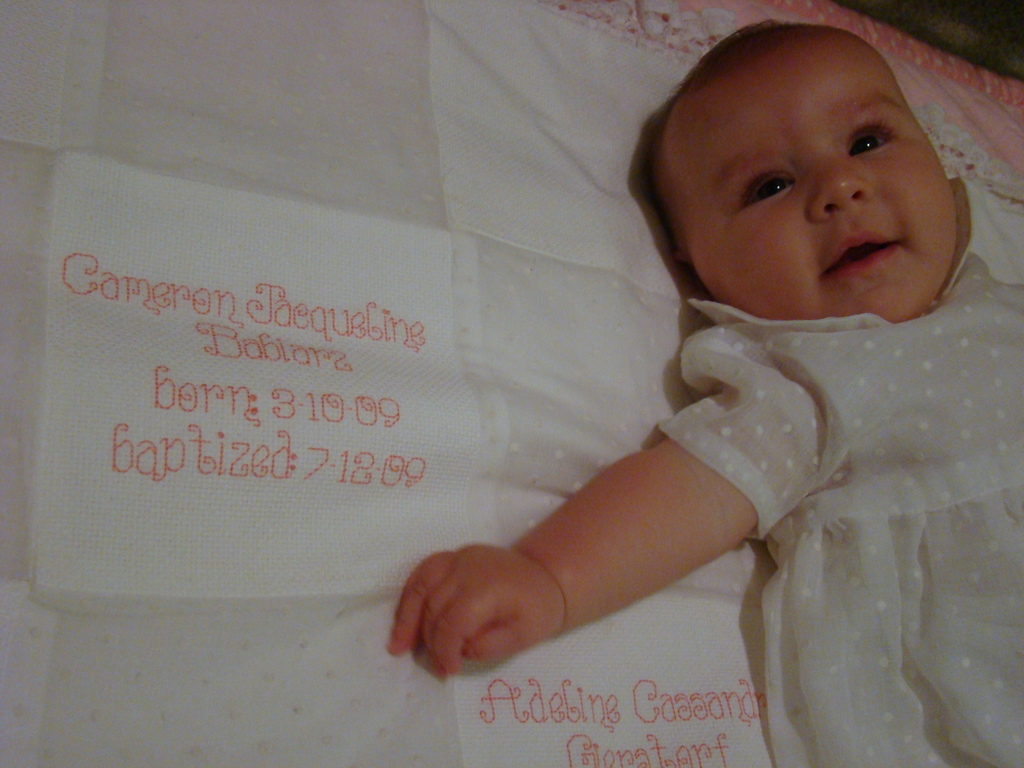 Cameron Jacqueline
Babiarz
born: 3-10-09
baptized: 7-12-09
Adeline Cassandr